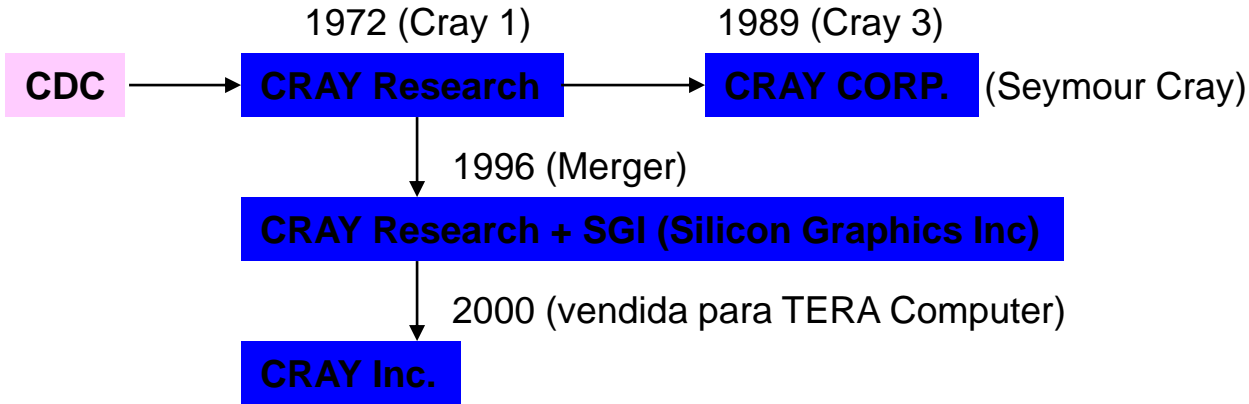 1972 (Cray 1)
1989 (Cray 3)
CDC
CRAY Research
CRAY CORP.
(Seymour Cray)
1996 (Merger)
CRAY Research + SGI (Silicon Graphics Inc)
2000 (vendida para TERA Computer)
CRAY Inc.